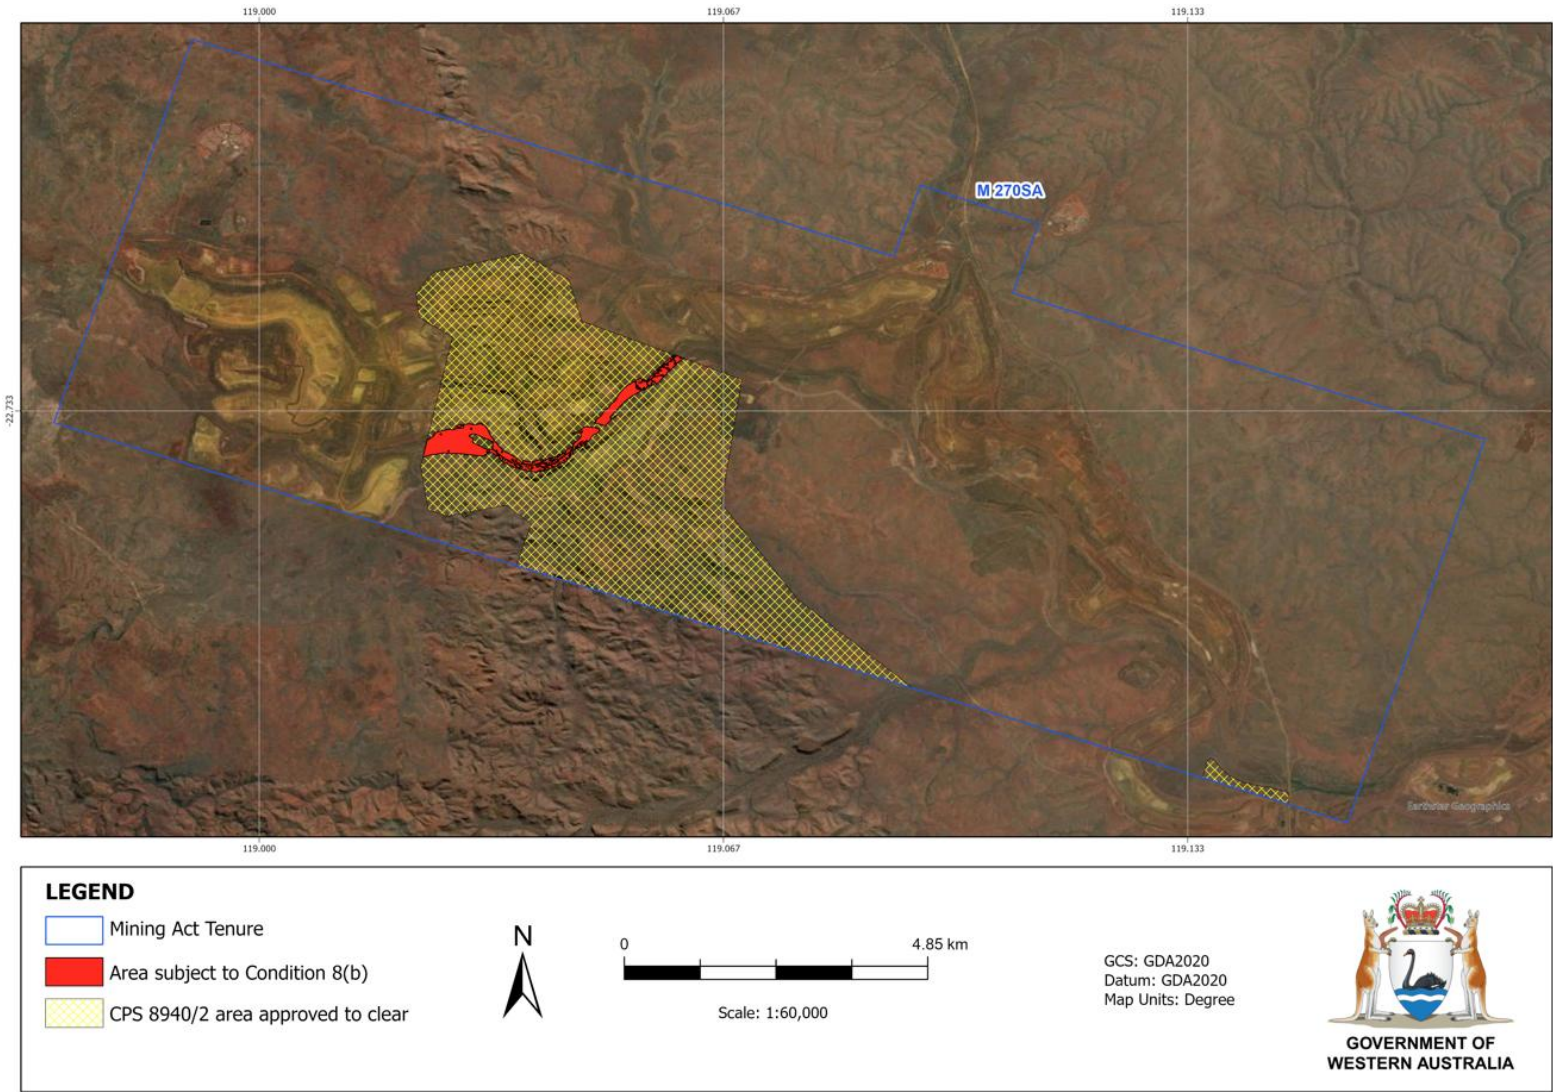 119.000
119.067
119.133
M 270SA
-22.733
Earthstar Geographics
119.000
119.067
119.133
LEGEND
Mining Act Tenure
Area subject to Condition 8(b)
CPS 8940/2 area approved to clear
N
0
4.85 km
Scale: 1:60,000
GCS: GDA2020
Datum: GDA2020
Map Units: Degree
GOVERNMENT OF
WESTERN AUSTRALIA